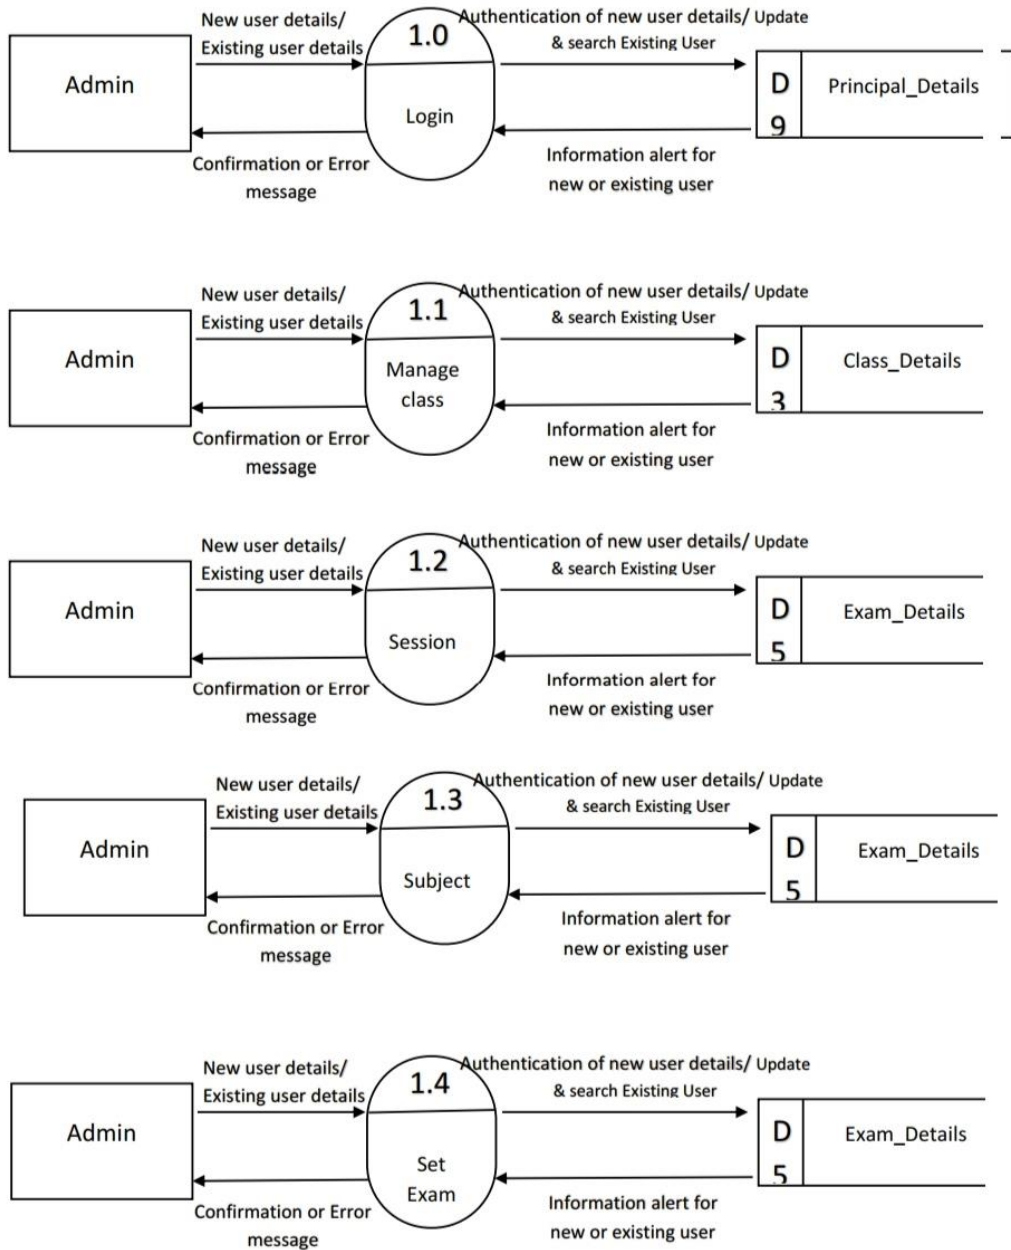 New user details/
Existing user details
1.0
Authentication of new user details/ Update
& search Existing User
Admin
Login
D
9
Principal_Details
Confirmation or Error
message
Information alert for
new or existing user
New user details/
Existing user details
1.1
Authentication of new user details/ Update
& search Existing User
Admin
Manage
class
D
3
Class_Details
Confirmation or Error
message
Information alert for
new or existing user
New user details/
Existing user details
1.2
Authentication of new user details/ Update
& search Existing User
Admin
Session
D
5
Exam_Details
Confirmation or Error
message
Information alert for
new or existing user
New user details/
Existing user details
1.3
Authentication of new user details/ Update
& search Existing User
Admin
Subject
D
5
Exam_Details
Confirmation or Error
message
Information alert for
new or existing user
New user details/
Existing user details
1.4
Authentication of new user details/ Update
& search Existing User
Admin
Set
Exam
D
5
Exam_Details
Confirmation or Error
message
Information alert for
new or existing user